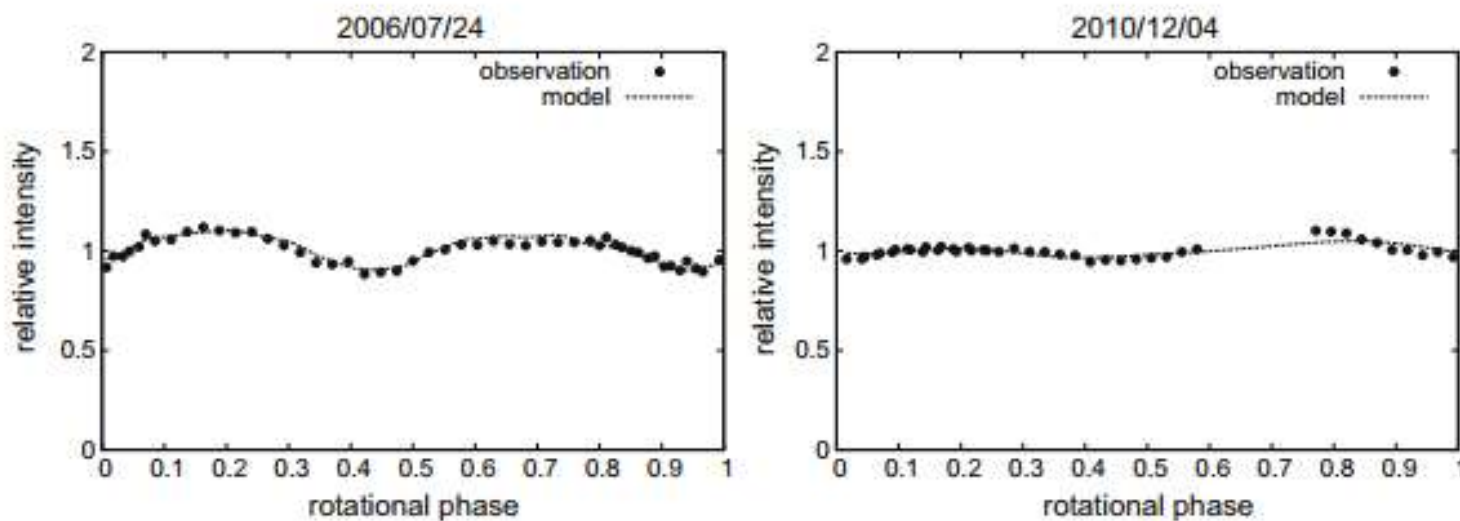 2006/07/24
2
observation
model
1.5
1
0.5
0
relative intensity
0 0.1 0.2 0.3 0.4 0.5 0.6 0.7 0.8 0.9 1
rotational phase
2010/12/04
2
observation
model
1.5
1
0.5
0
relative intensity
0 0.1 0.2 0.3 0.4 0.5 0.6 0.7 0.8 0.9 1
rotational phase